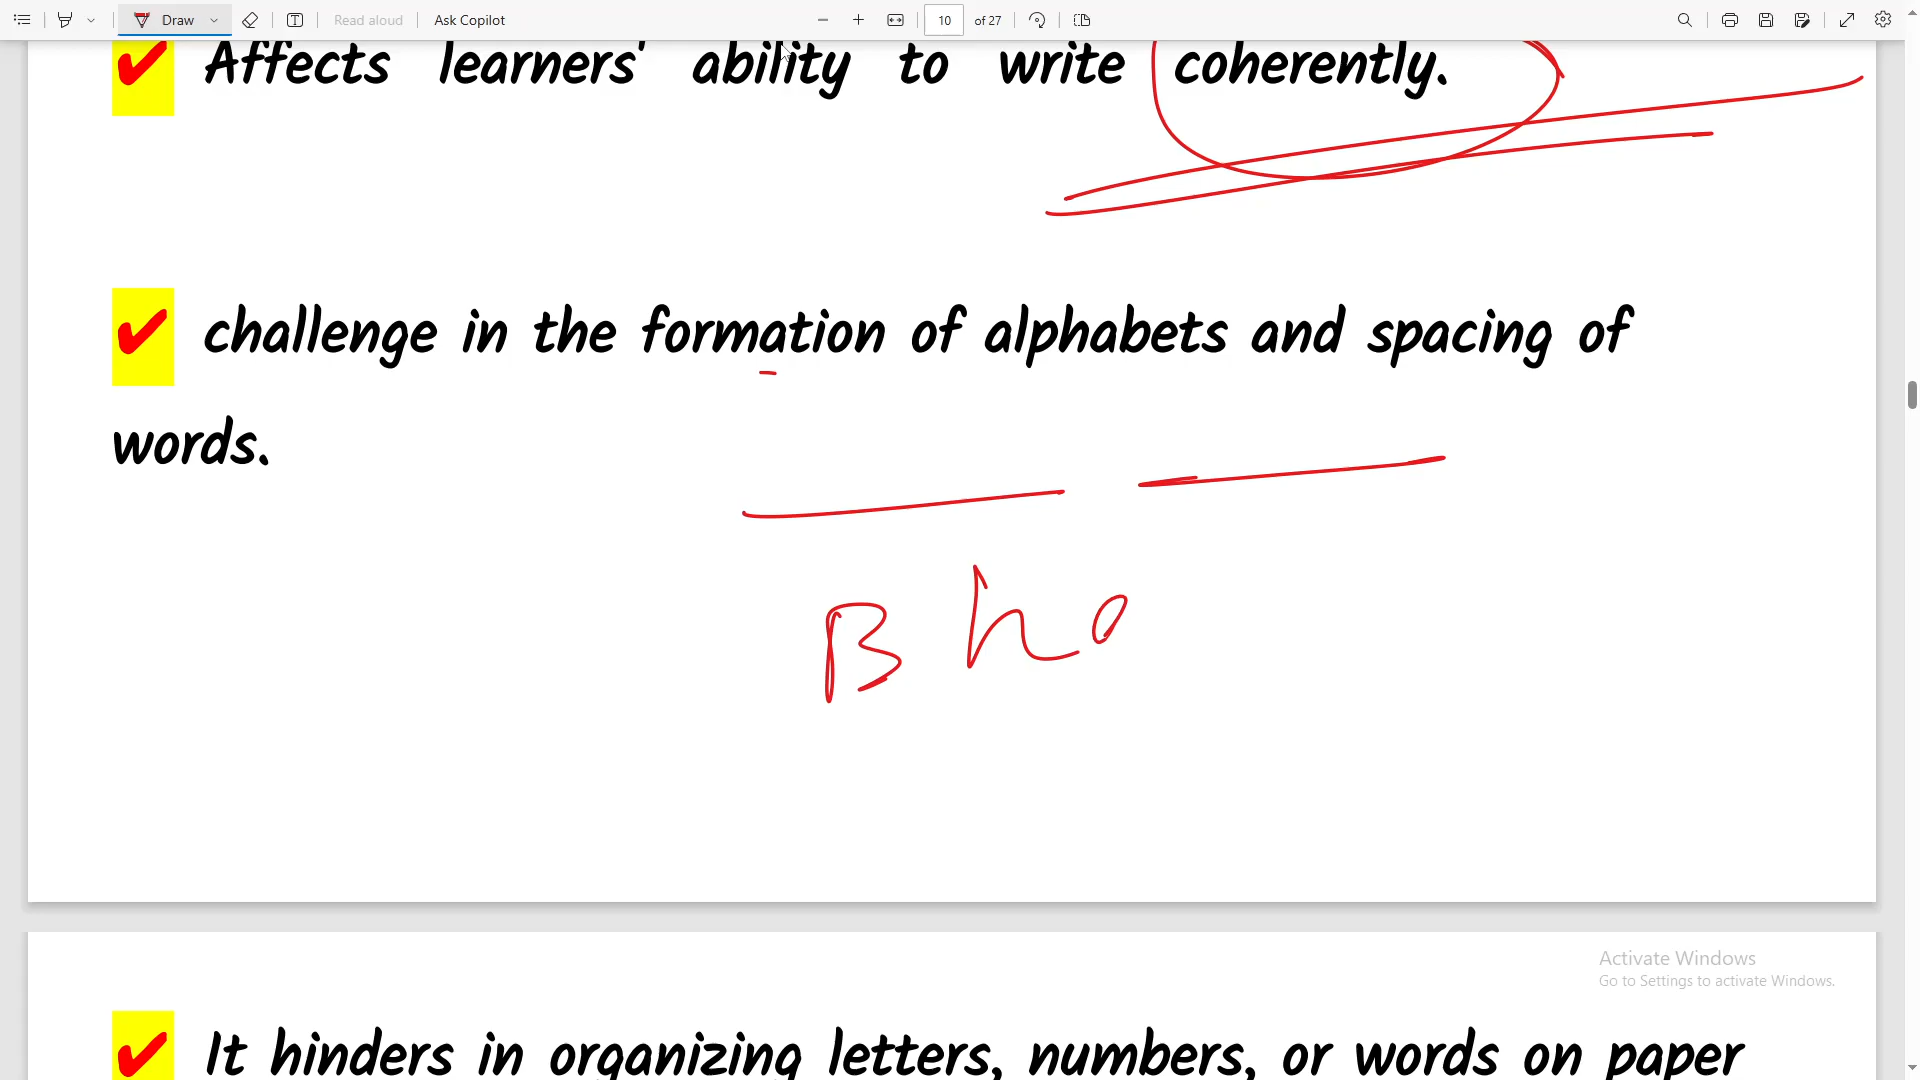 Draw Read aloud Ask Copilot 10 of 27
✔ Affects learners' ability to write coherently.
✔ challenge in the formation of alphabets and spacing of
words.
B h
Activate Windows
Go to Settings to activate Windows.
✔ It hinders in organizing letters, numbers, or words on paper